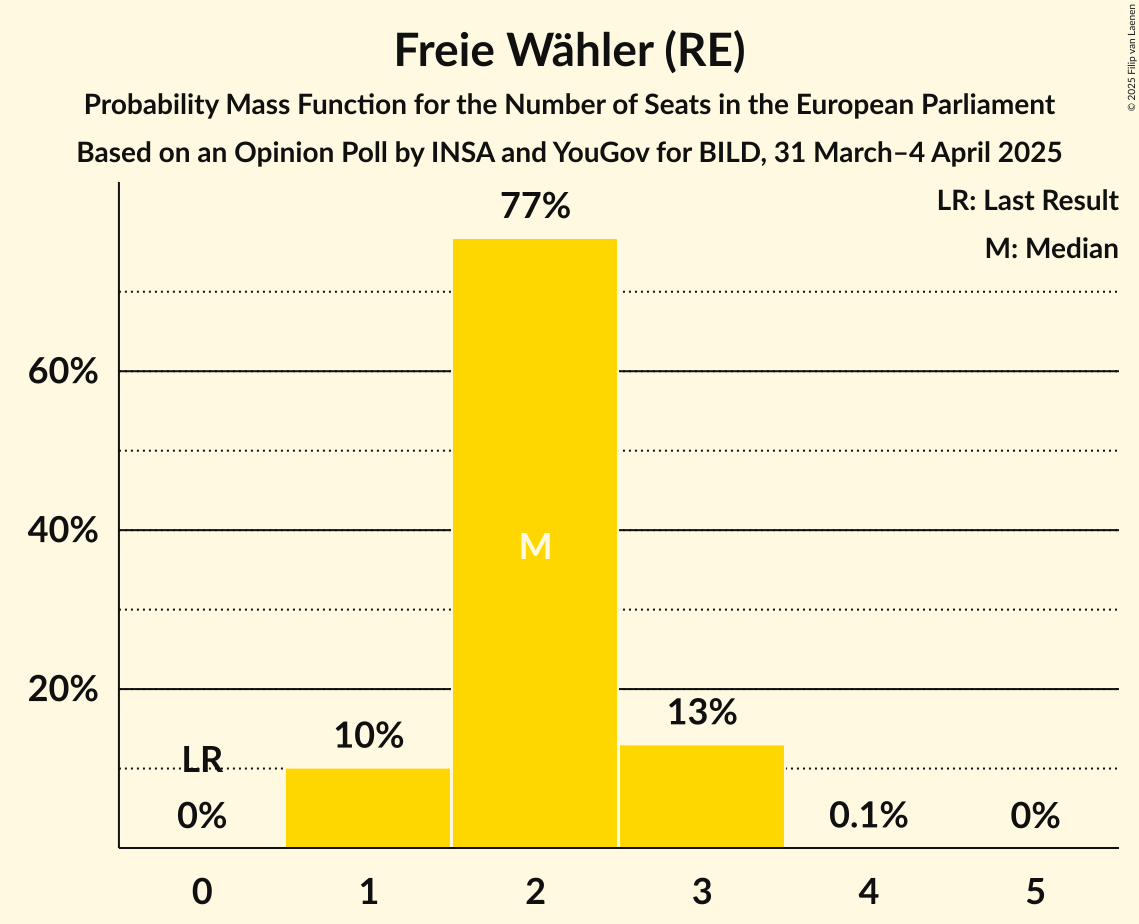 Freie Wähler (RE)
Probability Mass Function for the Number of Seats in the European Parliament
Based on an Opinion Poll by INSA and YouGov for BILD, 31 March–4 April 2025
© 2025 Filip van Laenen
LR: Last Result
M: Median
77%
60%
40%
M
20%
13%
10%
LR
0%
0.1%
0%
0 1 2 3 4 5